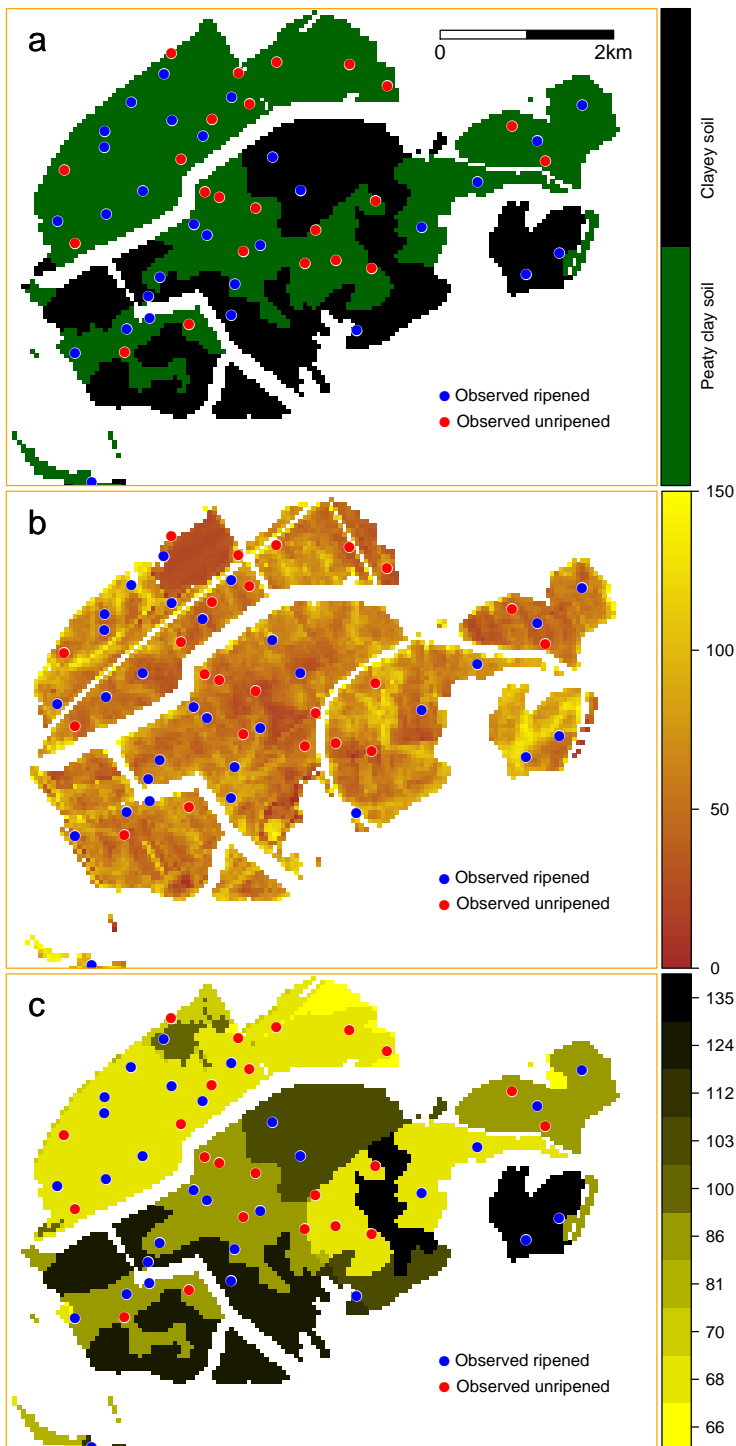 a
0 2km
Clayey soil
Peaty clay soil
Observed ripened
Observed unripened
b
150
100
50
0
Observed ripened
Observed unripened
c
135
124
112
103
100
86
81
70
68
66
Observed ripened
Observed unripened